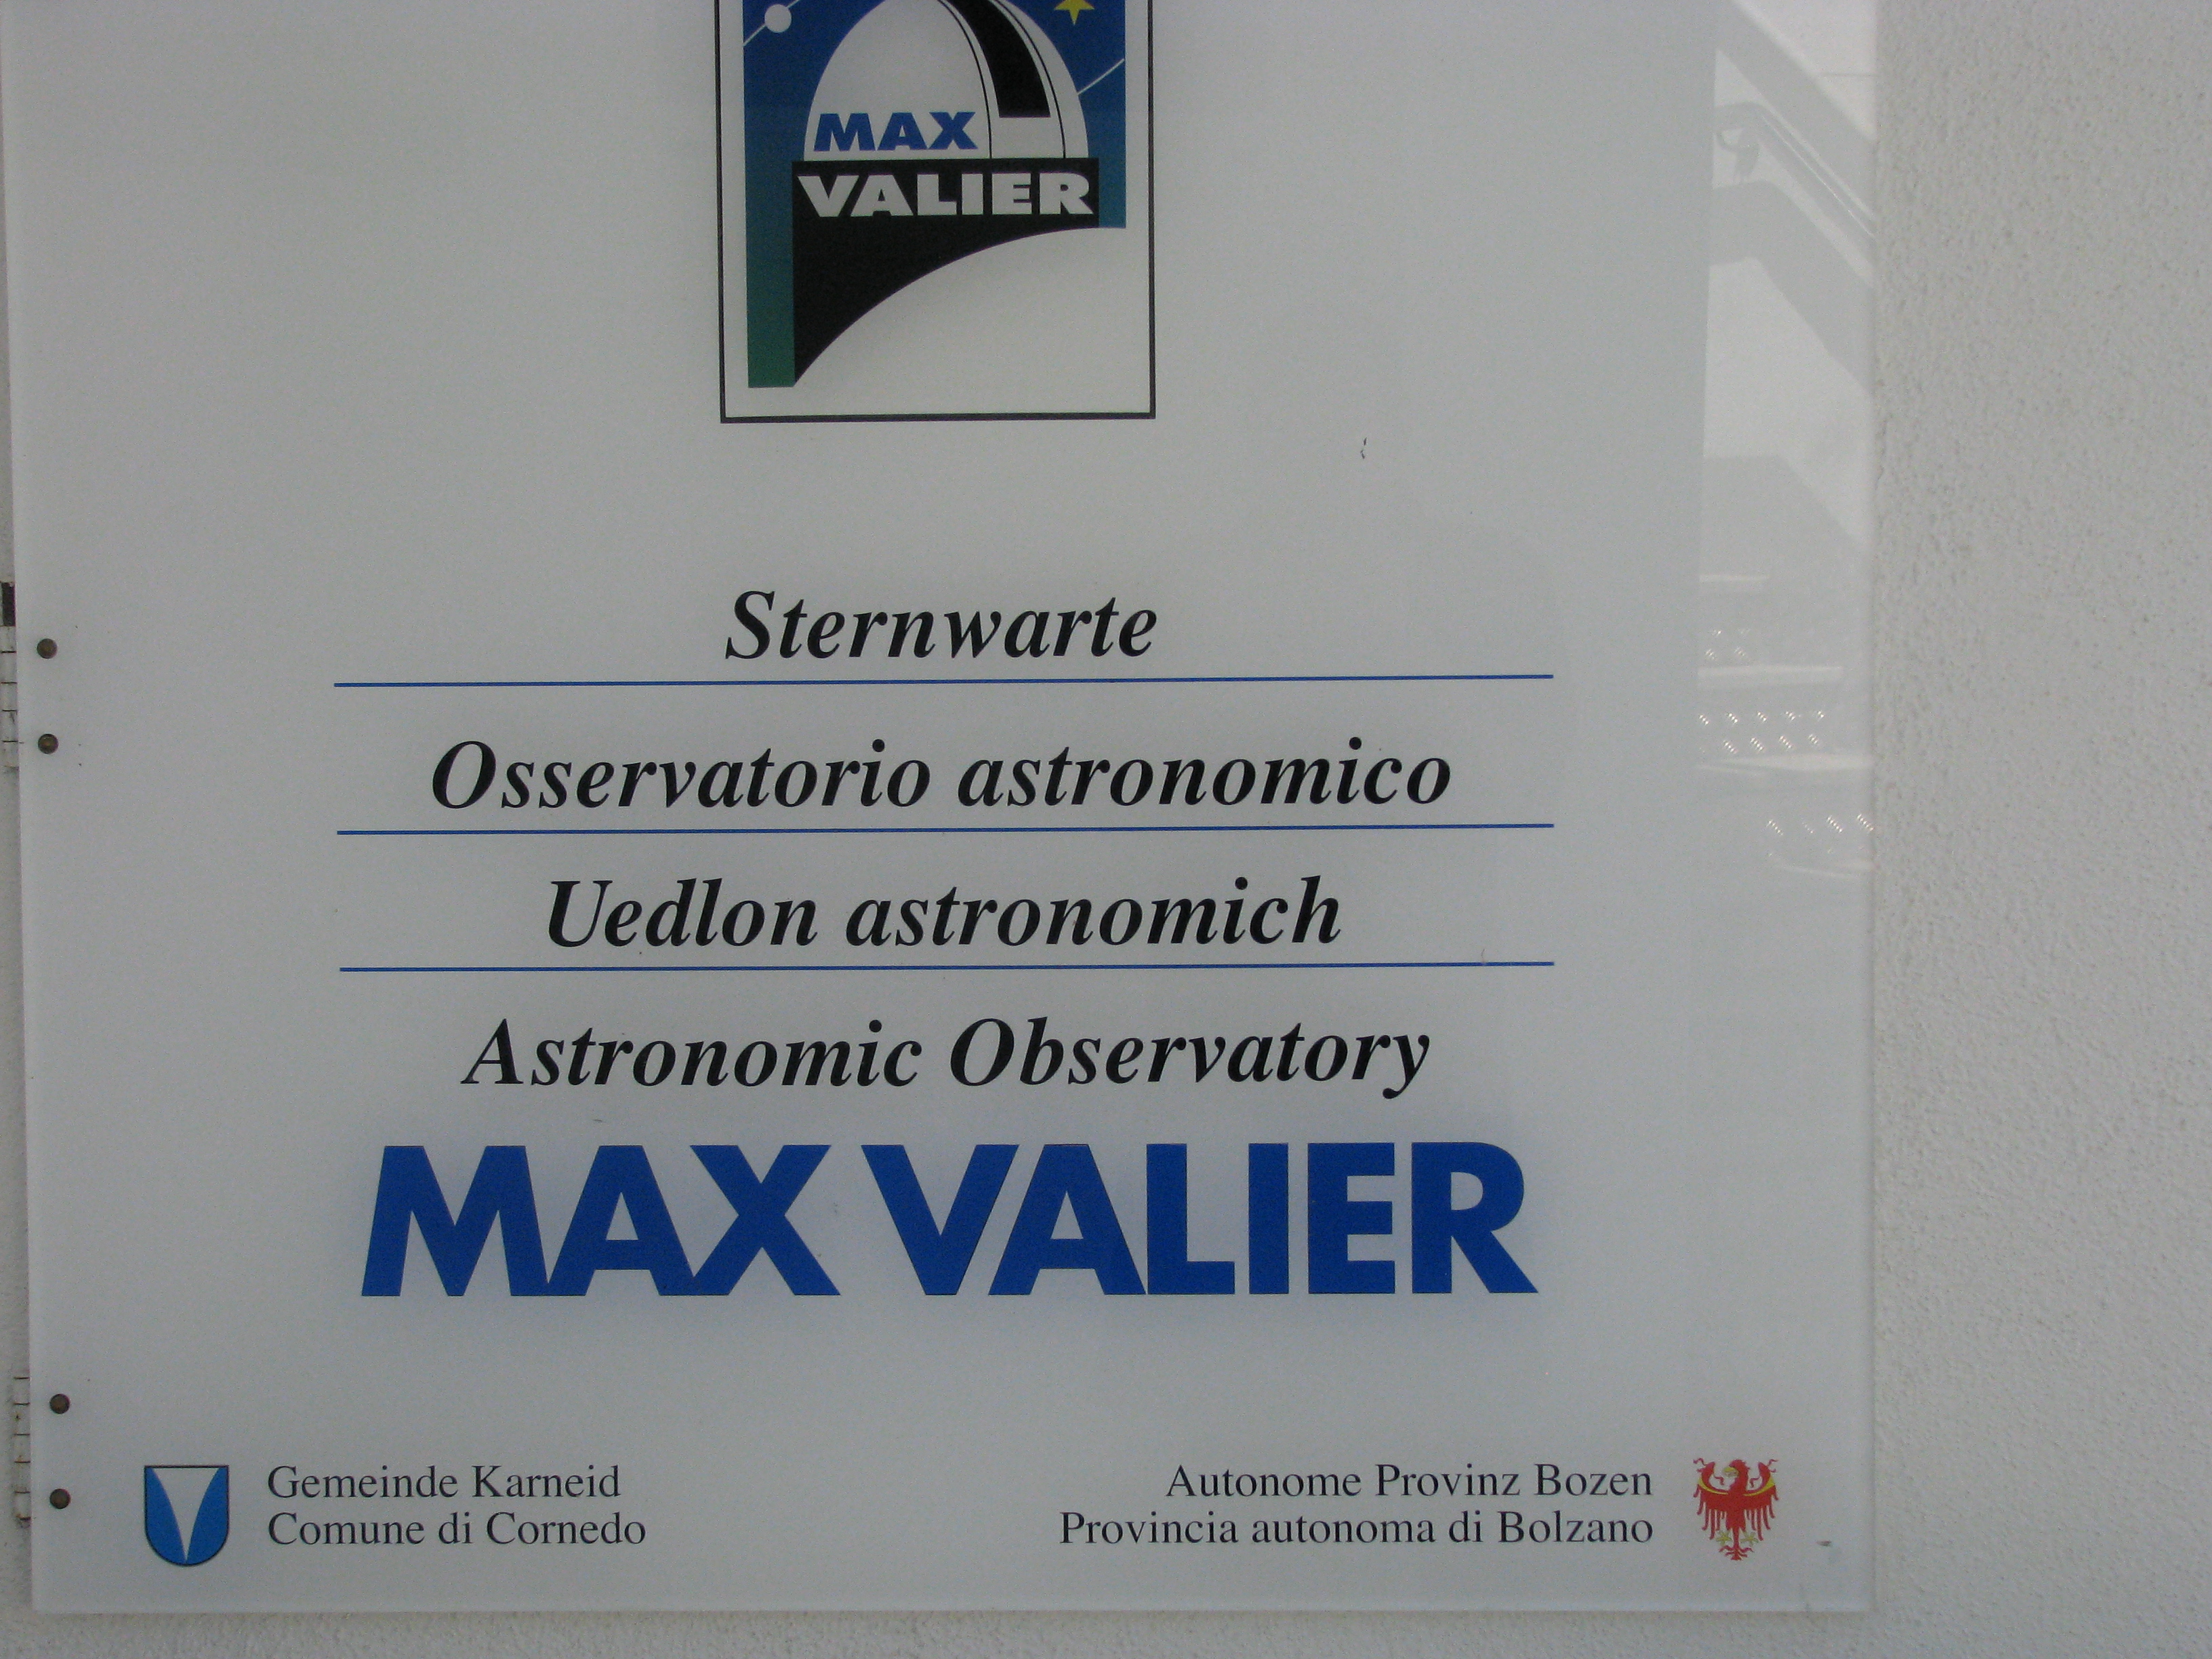 MAX
VALIER
Sternwarte
Osservatorio astronomico
Uedlon astronomich
Astronomic Observatory
MAX VALIER
Gemeinde Karneid
Comune di Cornedo
Autonome Provinz Bozen
Provincia autonoma di Bolzano